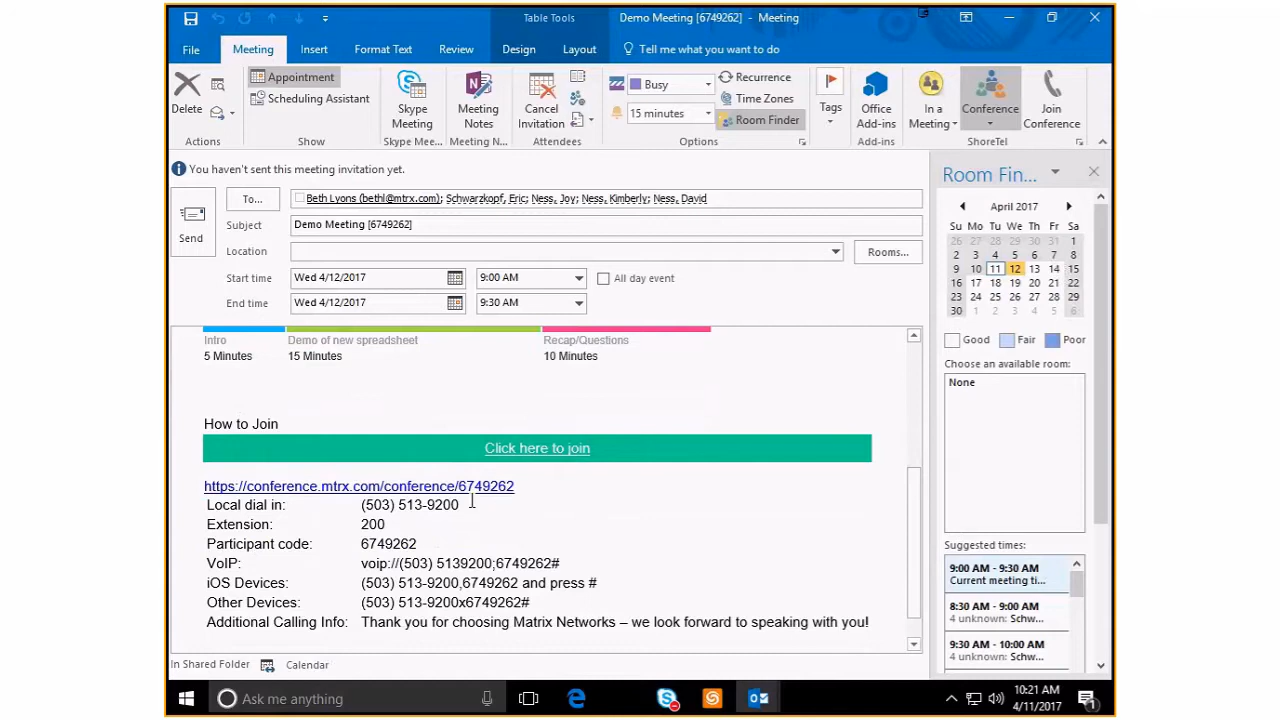 Table Tools
Demo Meeting [6749262] - Meeting
File
Meeting
Insert
Format Text
Review
Design
Layout
Tell me what you want to do
Delete
Actions
Appointment
Scheduling Assistant
Show
Skype Meeting
Skype Mee...
Meeting Notes
Meeting N...
Cancel Invitation
Attendees
Busy
15 minutes
Recurrence
Time Zones
Room Finder
Options
Tags
Office Add-ins
Add-ins
In a Meeting
Conference
Join Conference
ShoreTel
You haven't sent this meeting invitation yet.
Send
To...
Beth Lyons (bethl@mtrx.com); Schwarzkopf, Eric; Ness, Joy; Ness, Kimberly; Ness, David
Subject
Demo Meeting [6749262]
Location
Rooms...
Start time
Wed 4/12/2017
9:00 AM
All day event
End time
Wed 4/12/2017
9:30 AM
Intro
Demo of new spreadsheet
Recap/Questions
5 Minutes
15 Minutes
10 Minutes
How to Join
Click here to join
https://conference.mtrx.com/conference/6749262
Local dial in: (503) 513-9200
Extension: 200
Participant code: 6749262
VoIP: voip://(503) 5139200;6749262#
iOS Devices: (503) 513-9200,6749262 and press #
Other Devices: (503) 513-9200x6749262#
Additional Calling Info: Thank you for choosing Matrix Networks – we look forward to speaking with you!
In Shared Folder
Calendar
Room Fin...
April 2017
Su Mo Tu We Th Fr Sa
26 27 28 29 30 31 1
2 3 4 5 6 7 8
9 10 11 12 13 14 15
16 17 18 19 20 21 22
23 24 25 26 27 28 29
30 1 2 3 4 5 6
Good
Fair
Poor
Choose an available room:
None
Suggested times:
9:00 AM - 9:30 AM
Current meeting ti...
8:30 AM - 9:00 AM
4 unknown: Schw...
9:30 AM - 10:00 AM
4 unknown: Schw...
Ask me anything
10:21 AM
4/11/2017